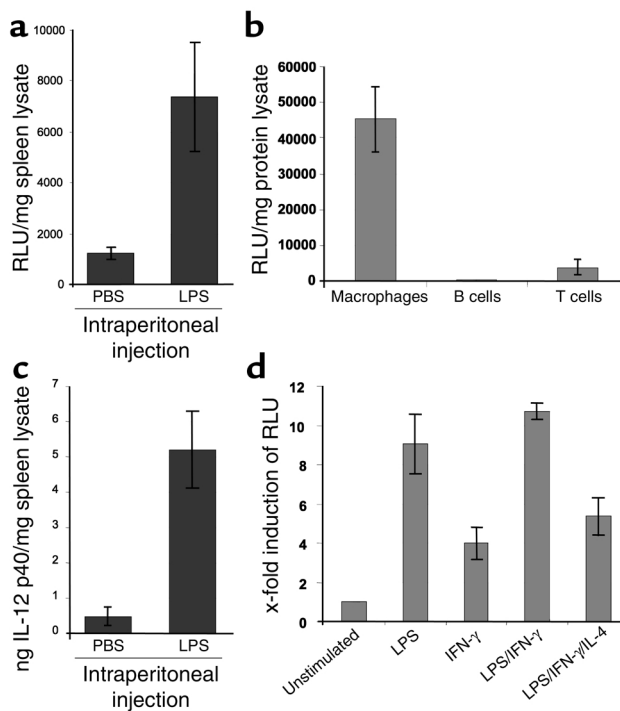 a
RLU/mg spleen lysate
10000
8000
6000
4000
2000
0
PBS
LPS
Intraperitoneal
injection
b
RLU/mg protein lysate
60000
50000
40000
30000
20000
10000
0
Macrophages
B cells
T cells
c
ng IL-12 p40/mg spleen lysate
7
6
5
4
3
2
1
0
PBS
LPS
Intraperitoneal
injection
d
x-fold induction of RLU
12
10
8
6
4
2
0
Unstimulated
LPS
IFN-γ
LPS/IFN-γ
LPS/IFN-γ/IL-4